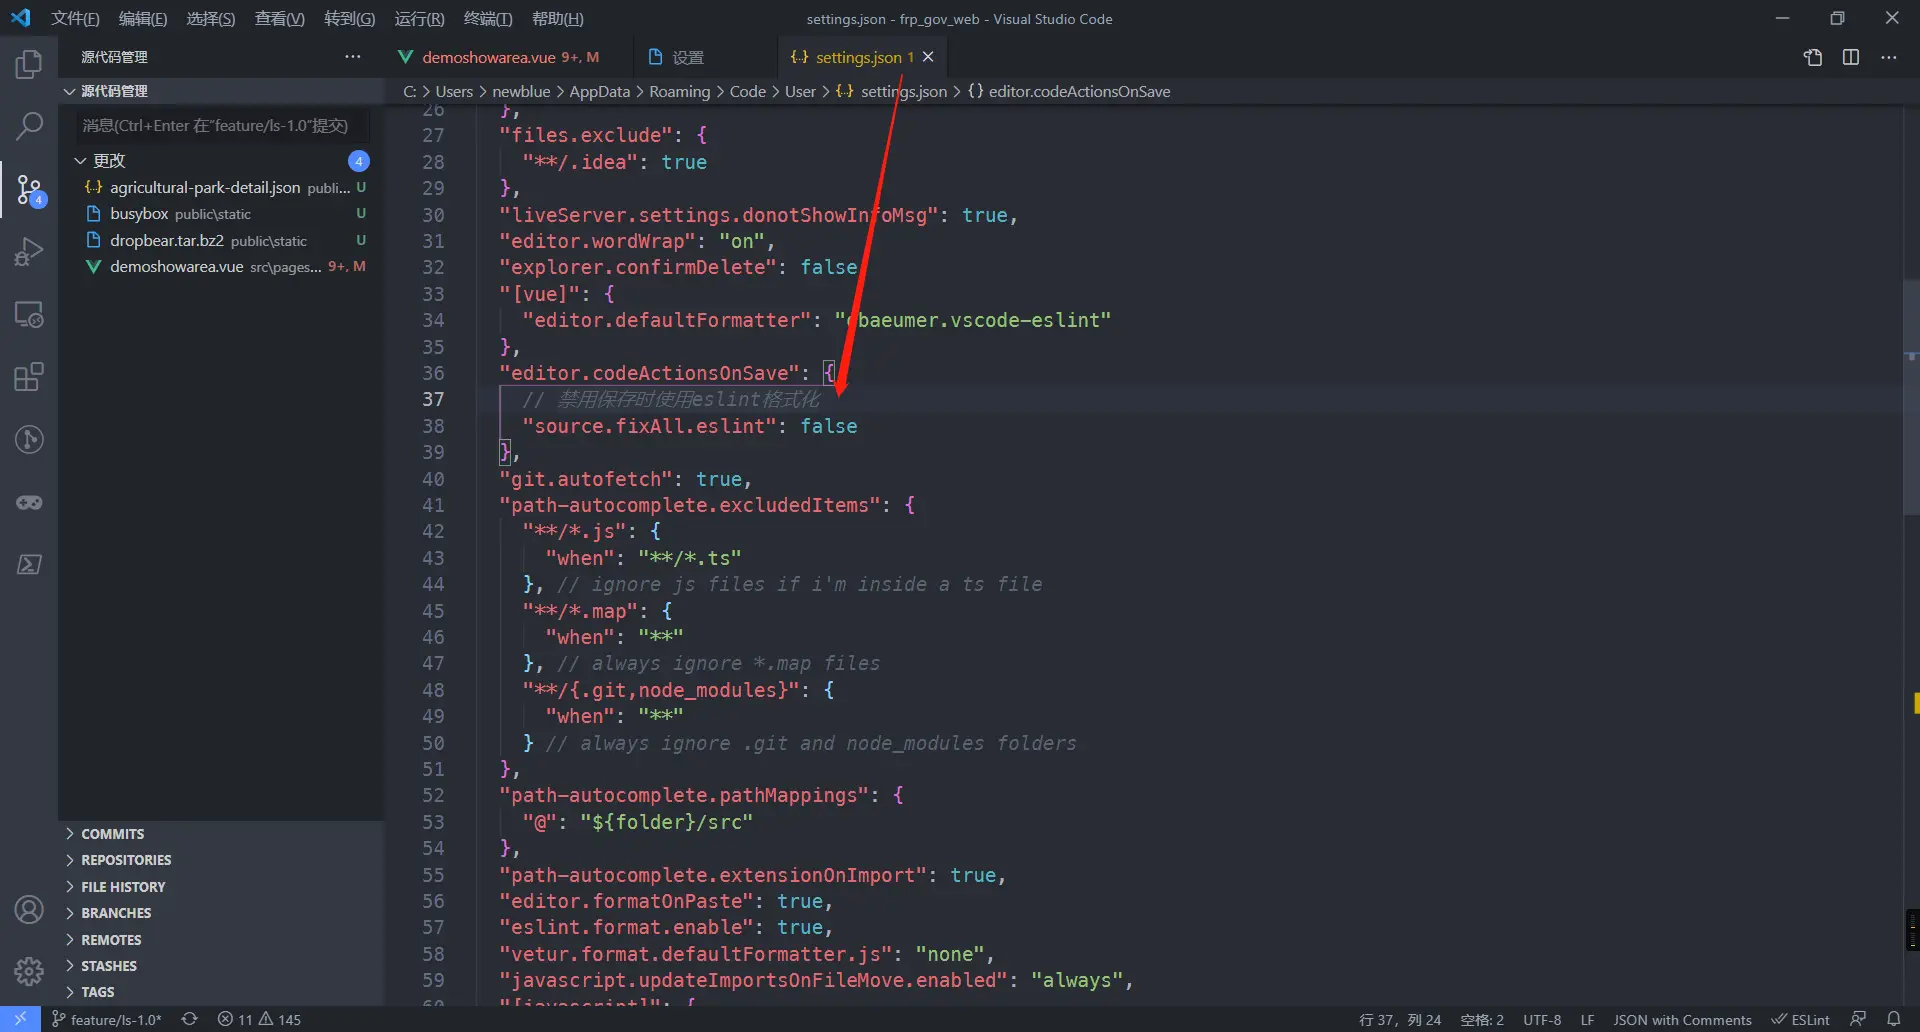 文件(F) 编辑(E) 选择(S) 查看(V) 转到(G) 运行(R) 终端(T) 帮助(H)
settings.json - frp_gov_web - Visual Studio Code
源代码管理
demoshowarea.vue 9+, M
设置
{..} settings.json 1
源代码管理
C: > Users > newblue > AppData > Roaming > Code > User > {..} settings.json > {} editor.codeActionsOnSave
消息(Ctrl+Enter 在"feature/ls-1.0"提交)
更改 4
{..} agricultural-park-detail.json publi... U
busybox public\static U
dropbear.tar.bz2 public\static U
demoshowarea.vue src\pages... 9+, M
4
COMMITS
REPOSITORIES
FILE HISTORY
BRANCHES
REMOTES
STASHES
TAGS
26 },
27 "files.exclude": {
28 "**/.idea": true
29 },
30 "liveServer.settings.donotShowInfoMsg": true,
31 "editor.wordWrap": "on",
32 "explorer.confirmDelete": false
33 "[vue]": {
34 "editor.defaultFormatter": "dbaeumer.vscode-eslint"
35 },
36 "editor.codeActionsOnSave": {
37 // 禁用保存时使用eslint格式化
38 "source.fixAll.eslint": false
39 },
40 "git.autofetch": true,
41 "path-autocomplete.excludedItems": {
42 "**/*.js": {
43 "when": "**/*.ts"
44 }, // ignore js files if i'm inside a ts file
45 "**/*.map": {
46 "when": "**"
47 }, // always ignore *.map files
48 "**/{.git,node_modules}": {
49 "when": "**"
50 } // always ignore .git and node_modules folders
51 },
52 "path-autocomplete.pathMappings": {
53 "@": "${folder}/src"
54 },
55 "path-autocomplete.extensionOnImport": true,
56 "editor.formatOnPaste": true,
57 "eslint.format.enable": true,
58 "vetur.format.defaultFormatter.js": "none",
59 "javascript.updateImportsOnFileMove.enabled": "always",
60 "[javascript]": {
feature/ls-1.0* 11 145
行 37，列 24 空格: 2 UTF-8 LF JSON with Comments ESLint